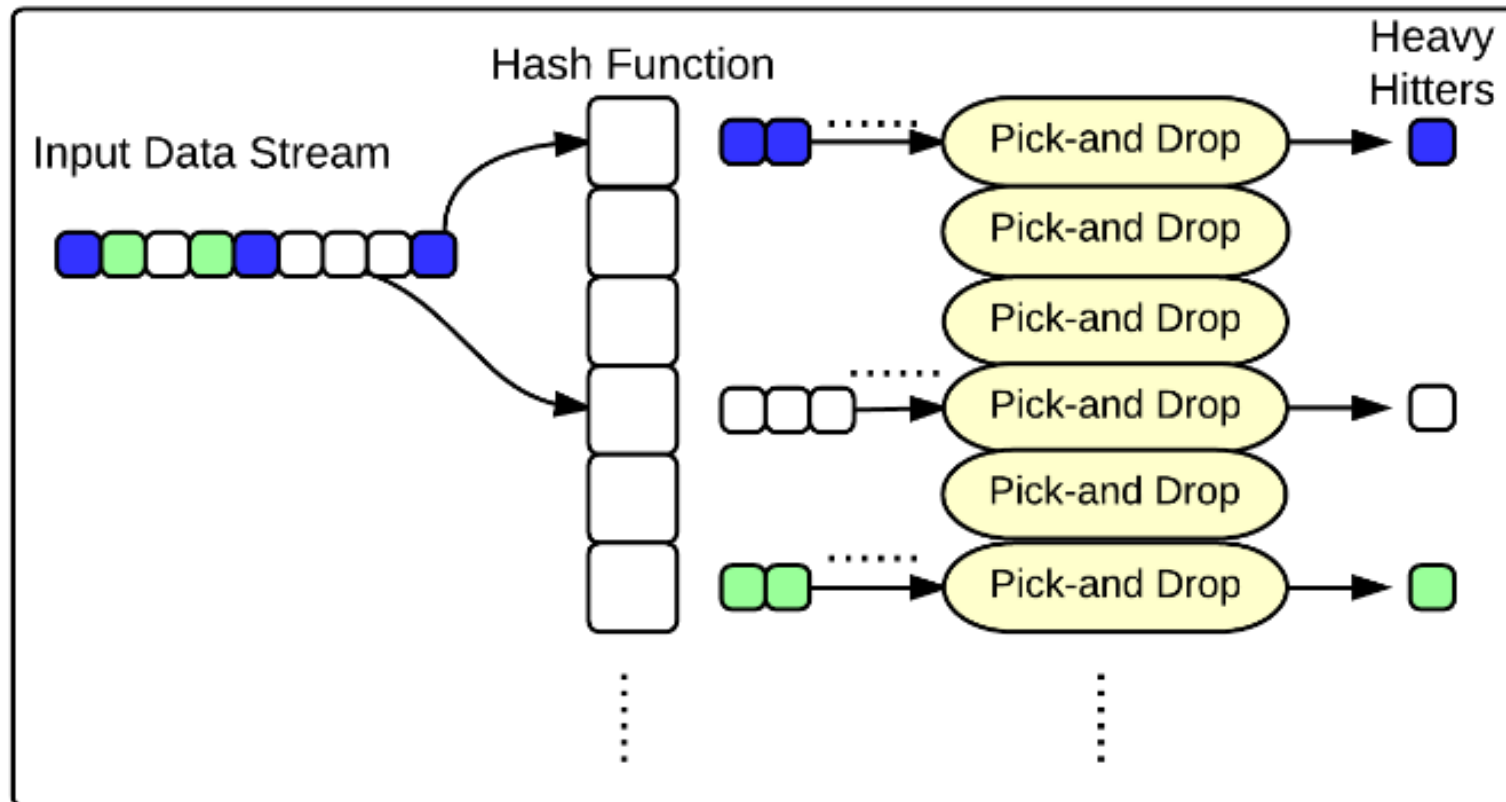 Heavy
Hitters
Hash Function
Input Data Stream
Pick-and Drop
Pick-and Drop
Pick-and Drop
Pick-and Drop
Pick-and Drop
Pick-and Drop